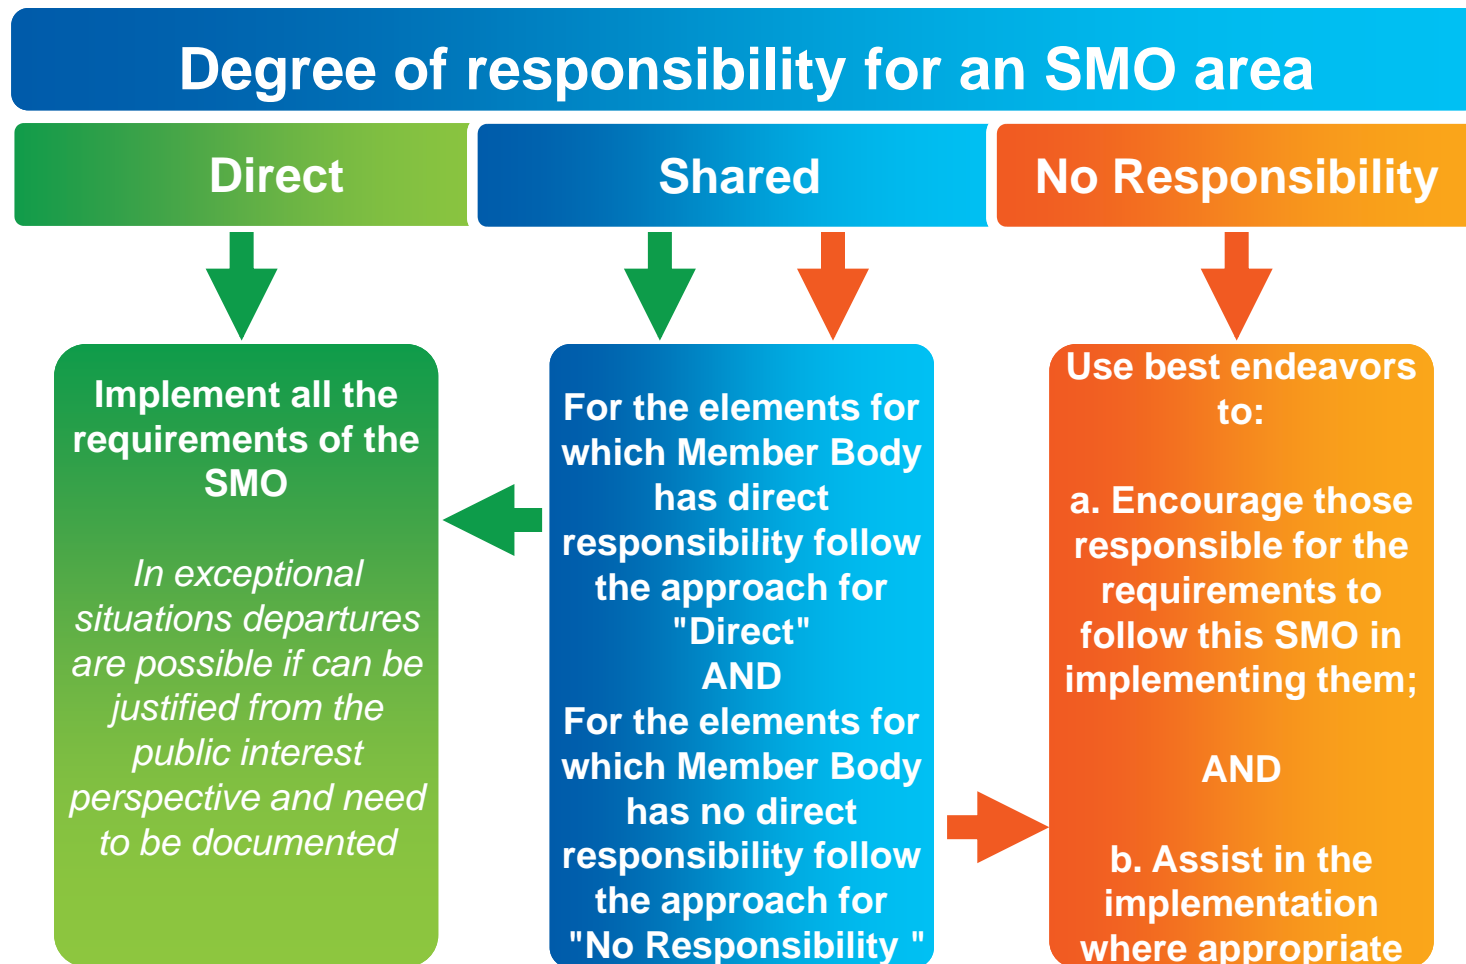 Degree of responsibility for an SMO area
Direct
Shared
No Responsibility
Implement all the
requirements of the
SMO
In exceptional
situations departures
are possible if can be
justified from the
public interest
perspective and need
to be documented
For the elements for
which Member Body
has direct
responsibility follow
the approach for
"Direct"
AND
For the elements for
which Member Body
has no direct
responsibility follow
the approach for
"No Responsibility "
Use best endeavors
to:
a. Encourage those
responsible for the
requirements to
follow this SMO in
implementing them;
AND
b. Assist in the
implementation
where appropriate